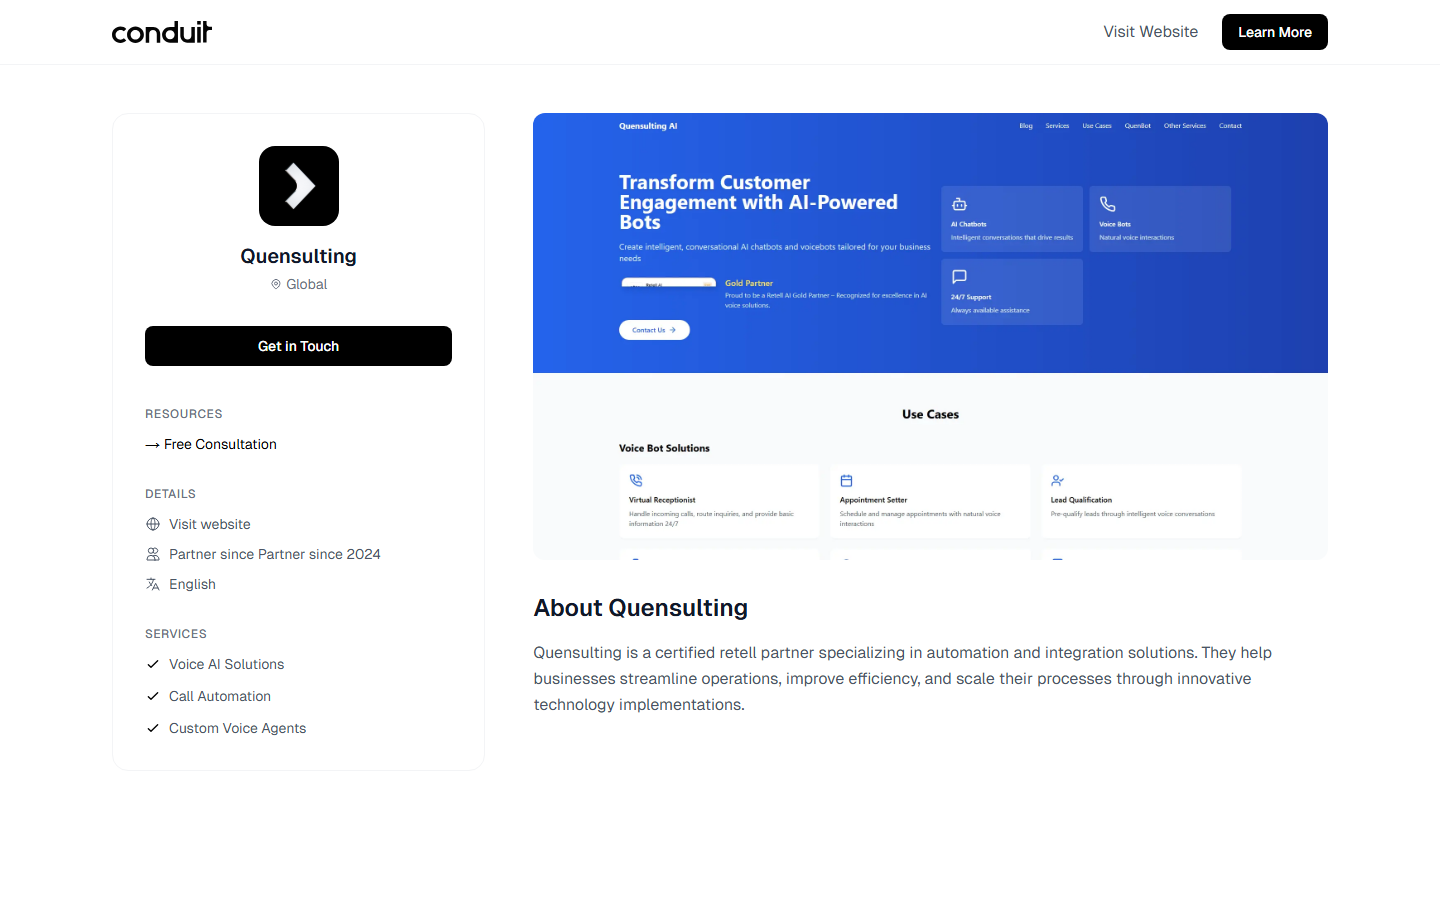 conduit
Visit Website
Learn More
Quensulting
Global
Get in Touch
RESOURCES
→ Free Consultation
DETAILS
Visit website
Partner since Partner since 2024
English
SERVICES
Voice AI Solutions
Call Automation
Custom Voice Agents
Quensulting AI
Blog Services Use Cases QuenBot Other Services Contact
Transform Customer
Engagement with AI-Powered
Bots
Create intelligent, conversational AI chatbots and voicebots tailored for your business
needs
Gold Partner
Proud to be a Retell AI Gold Partner – Recognized for excellence in AI
voice solutions.
Contact Us →
AI Chatbots
Intelligent conversations that drive results
Voice Bots
Natural voice interactions
24/7 Support
Always available assistance
Use Cases
Voice Bot Solutions
Virtual Receptionist
Handle incoming calls, route inquiries, and provide basic
information 24/7
Appointment Setter
Schedule and manage appointments with natural voice
interactions
Lead Qualification
Pre-qualify leads through intelligent voice conversations
About Quensulting
Quensulting is a certified retell partner specializing in automation and integration solutions. They help
businesses streamline operations, improve efficiency, and scale their processes through innovative
technology implementations.